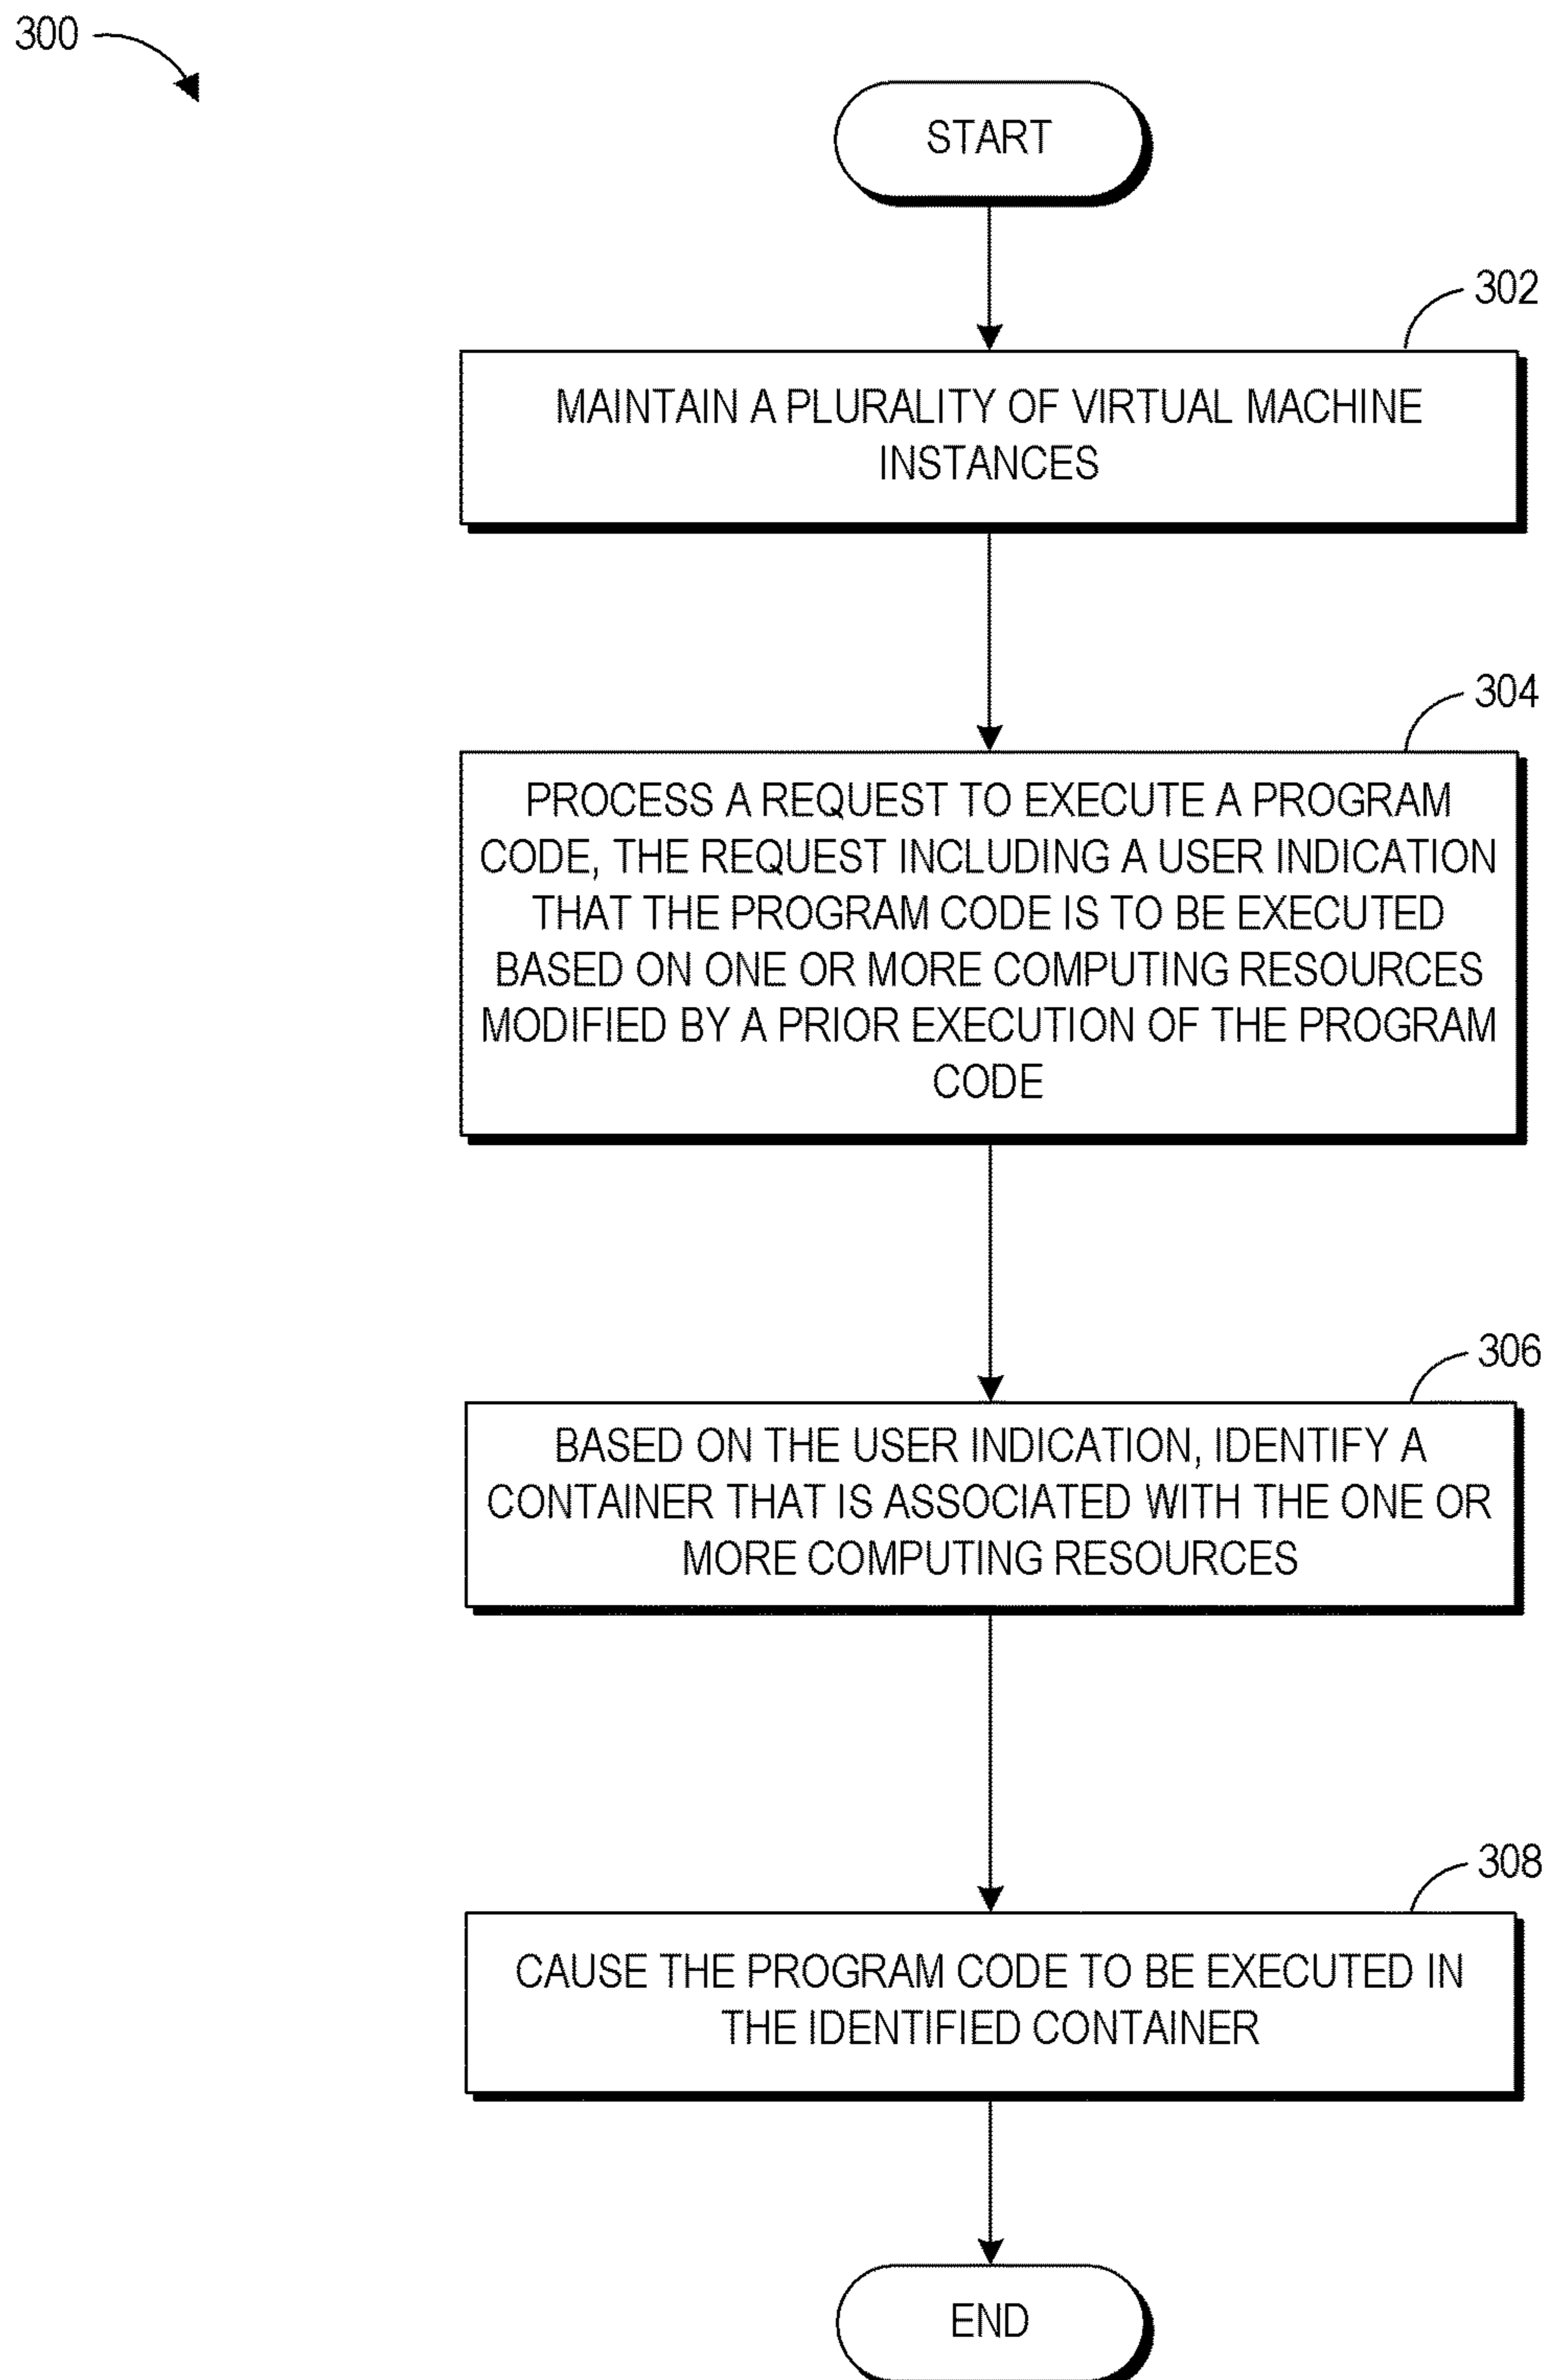 300
START
302
MAINTAIN A PLURALITY OF VIRTUAL MACHINE
INSTANCES
304
PROCESS A REQUEST TO EXECUTE A PROGRAM
CODE, THE REQUEST INCLUDING A USER INDICATION
THAT THE PROGRAM CODE IS TO BE EXECUTED
BASED ON ONE OR MORE COMPUTING RESOURCES
MODIFIED BY A PRIOR EXECUTION OF THE PROGRAM
CODE
306
BASED ON THE USER INDICATION, IDENTIFY A
CONTAINER THAT IS ASSOCIATED WITH THE ONE OR
MORE COMPUTING RESOURCES
308
CAUSE THE PROGRAM CODE TO BE EXECUTED IN
THE IDENTIFIED CONTAINER
END